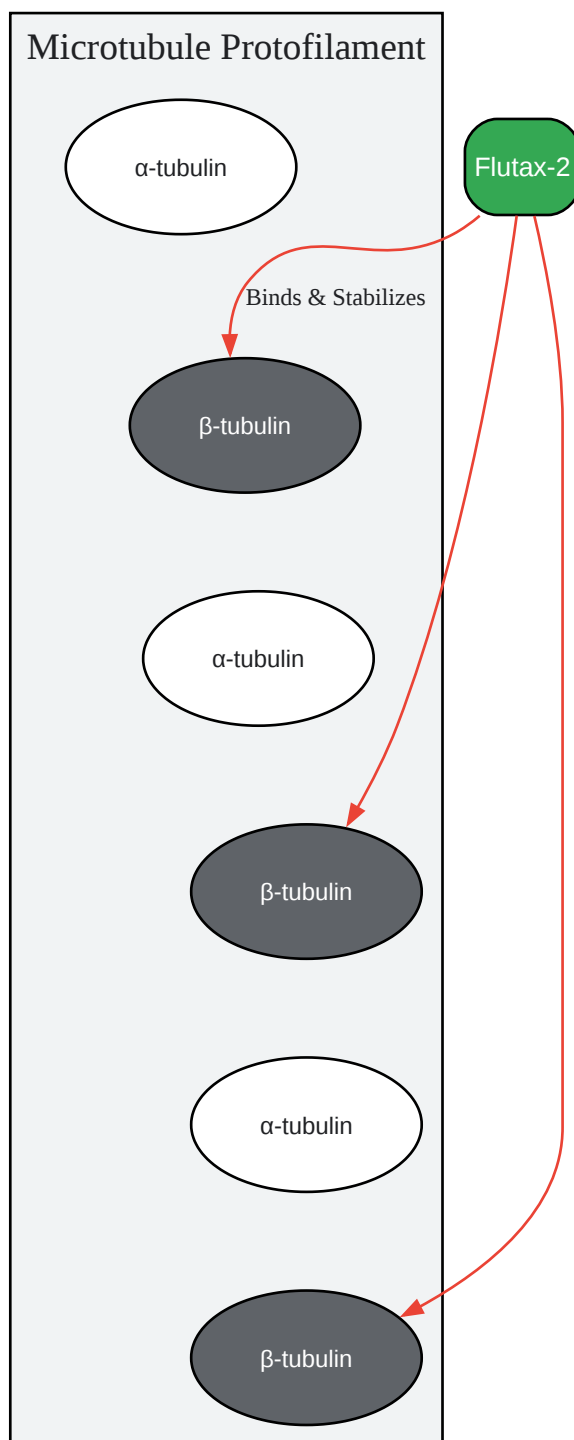 Microtubule Protofilament
α-tubulin
Flutax-2
Binds & Stabilizes
β-tubulin
α-tubulin
β-tubulin
α-tubulin
β-tubulin